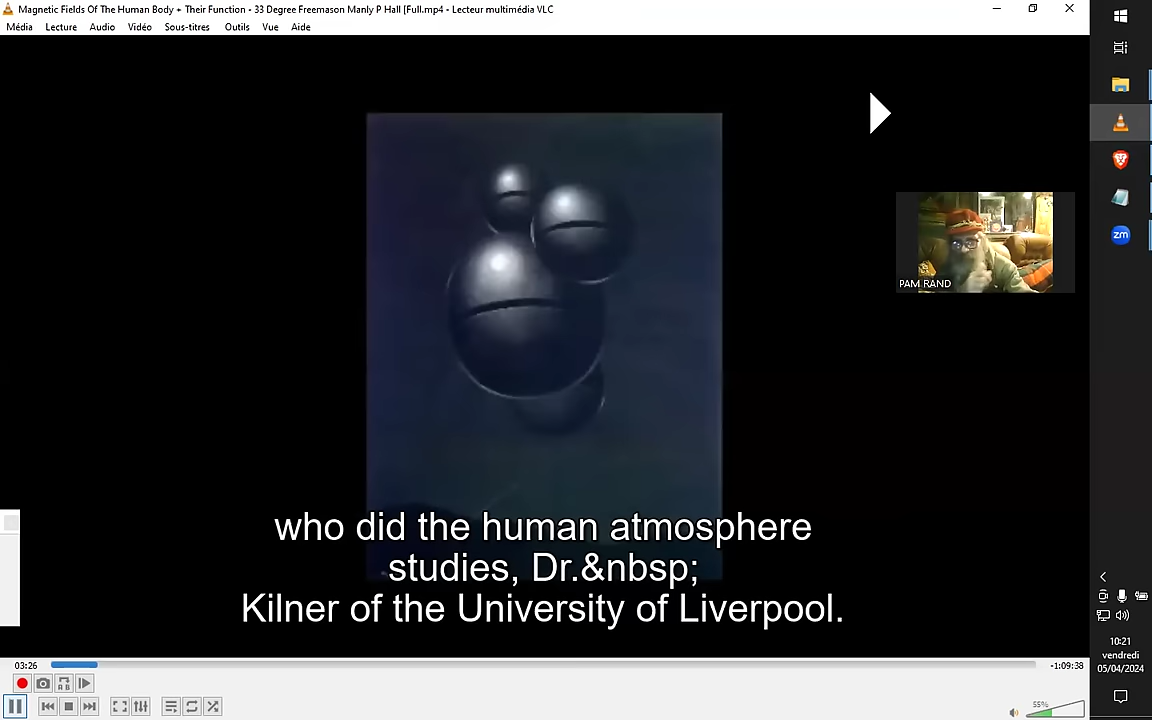 Magnetic Fields Of The Human Body + Their Function - 33 Degree Freemason Manly P Hall [Full.mp4 - Lecteur multimédia VLC
Média Lecture Audio Vidéo Sous-titres Outils Vue Aide
PAM RAND
zm
who did the human atmosphere
studies, Dr.&nbsp;
Kilner of the University of Liverpool.
03:26
-1:09:38
55%
10:21
vendredi
05/04/2024